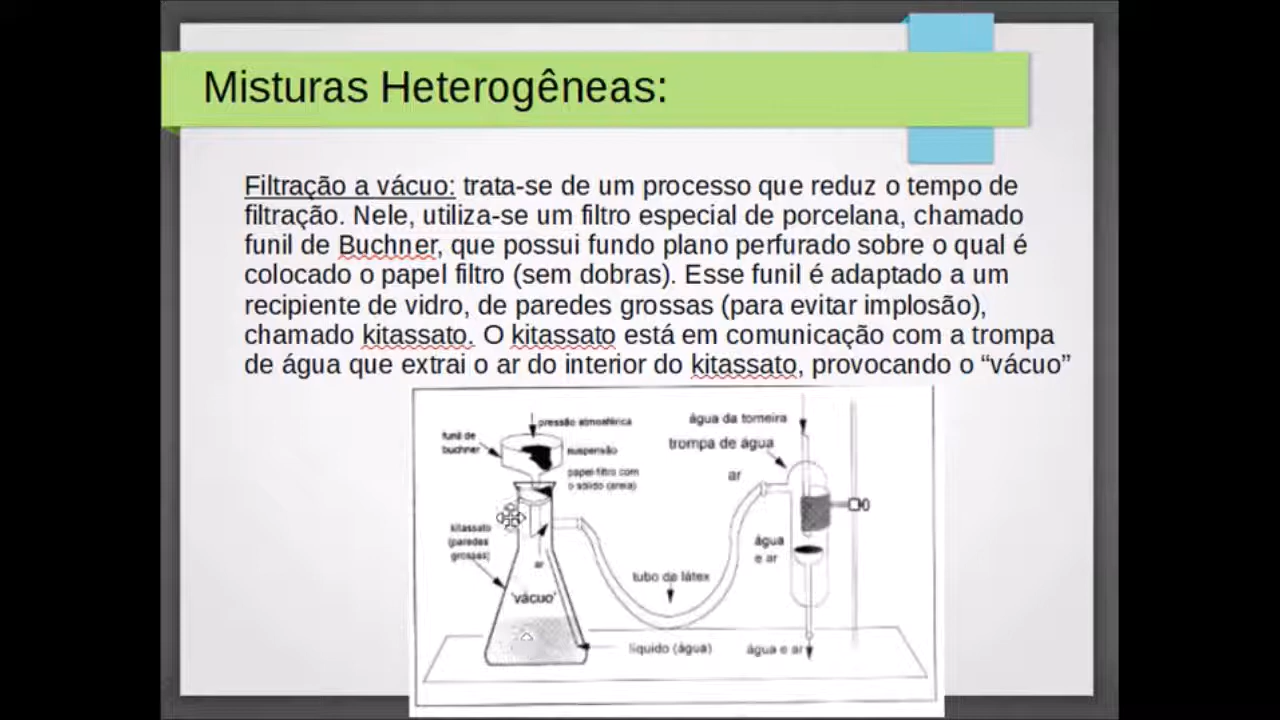 Misturas Heterogêneas:
Filtração a vácuo: trata-se de um processo que reduz o tempo de
filtração. Nele, utiliza-se um filtro especial de porcelana, chamado
funil de Buchner, que possui fundo plano perfurado sobre o qual é
colocado o papel filtro (sem dobras). Esse funil é adaptado a um
recipiente de vidro, de paredes grossas (para evitar implosão),
chamado kitassato. O kitassato está em comunicação com a trompa
de água que extrai o ar do interior do kitassato, provocando o “vácuo”
pressão atmosférica
funil de
buchner
suspensão
papel-filtro com
o sólido (areia)
kitassato
(paredes
grossas)
ar
'vácuo'
líquido (água)
tubo de látex
ar
água da torneira
trompa de água
água
e ar
água e ar